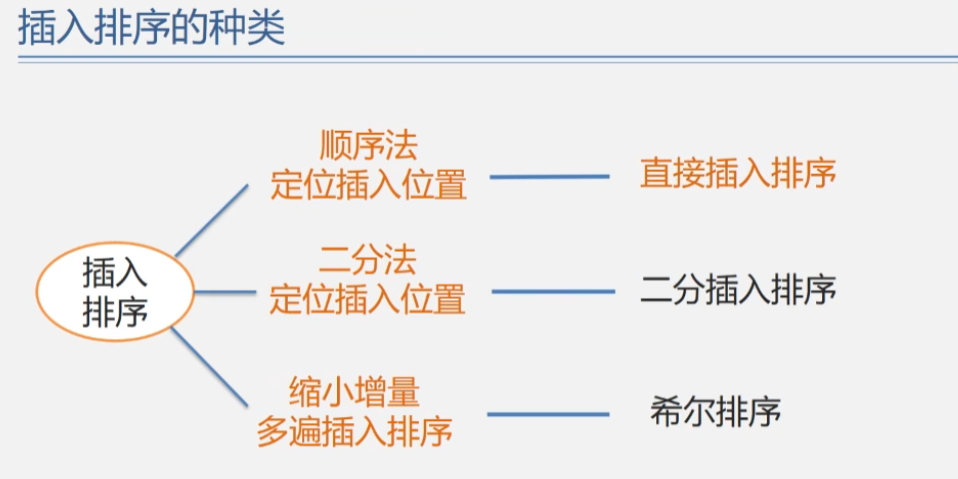 插入排序的种类
顺序法
定位插入位置
直接插入排序
二分法
定位插入位置
二分插入排序
插入
排序
缩小增量
多遍插入排序
希尔排序